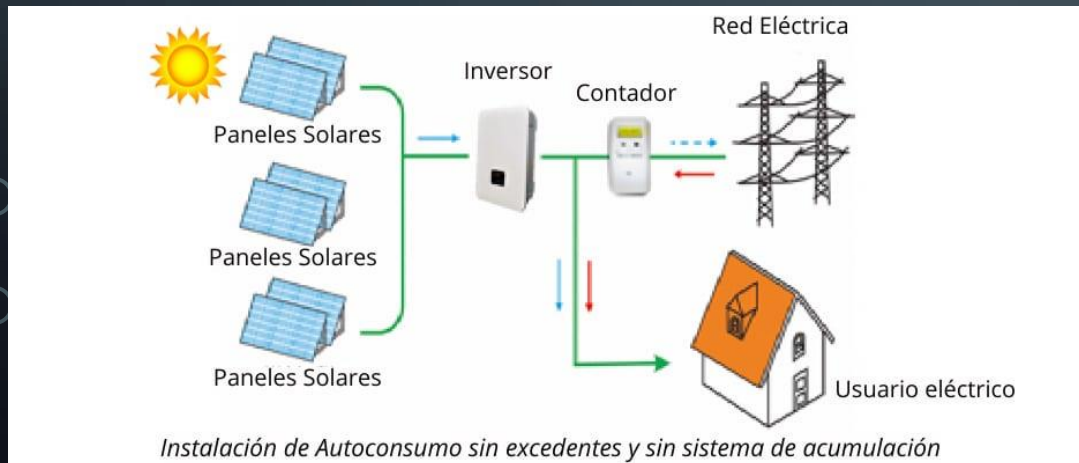 Red Eléctrica
Inversor
Contador
Paneles Solares
Paneles Solares
Paneles Solares
Usuario eléctrico
Instalación de Autoconsumo sin excedentes y sin sistema de acumulación